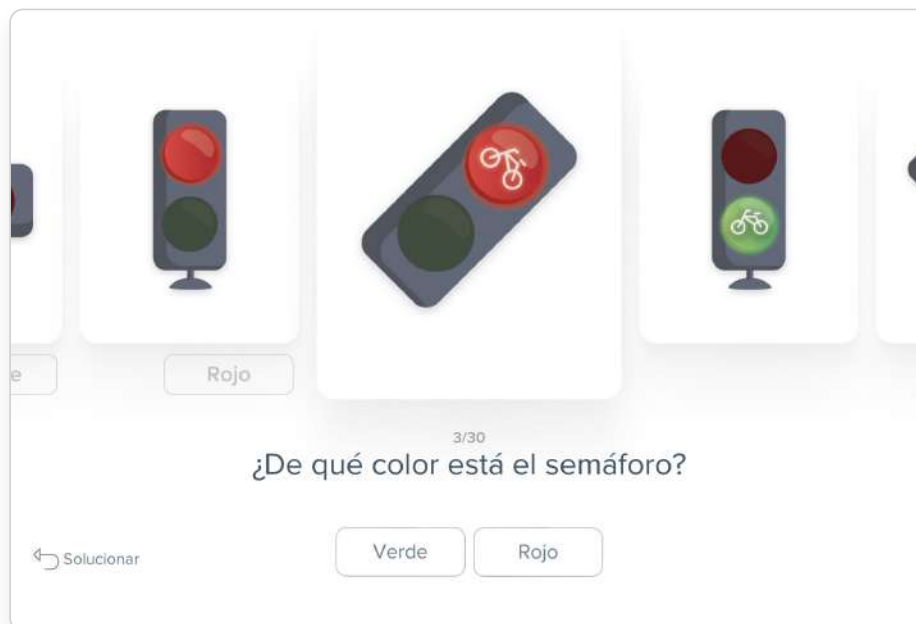 e
Rojo
3/30
¿De qué color está el semáforo?
Solucionar
Verde
Rojo